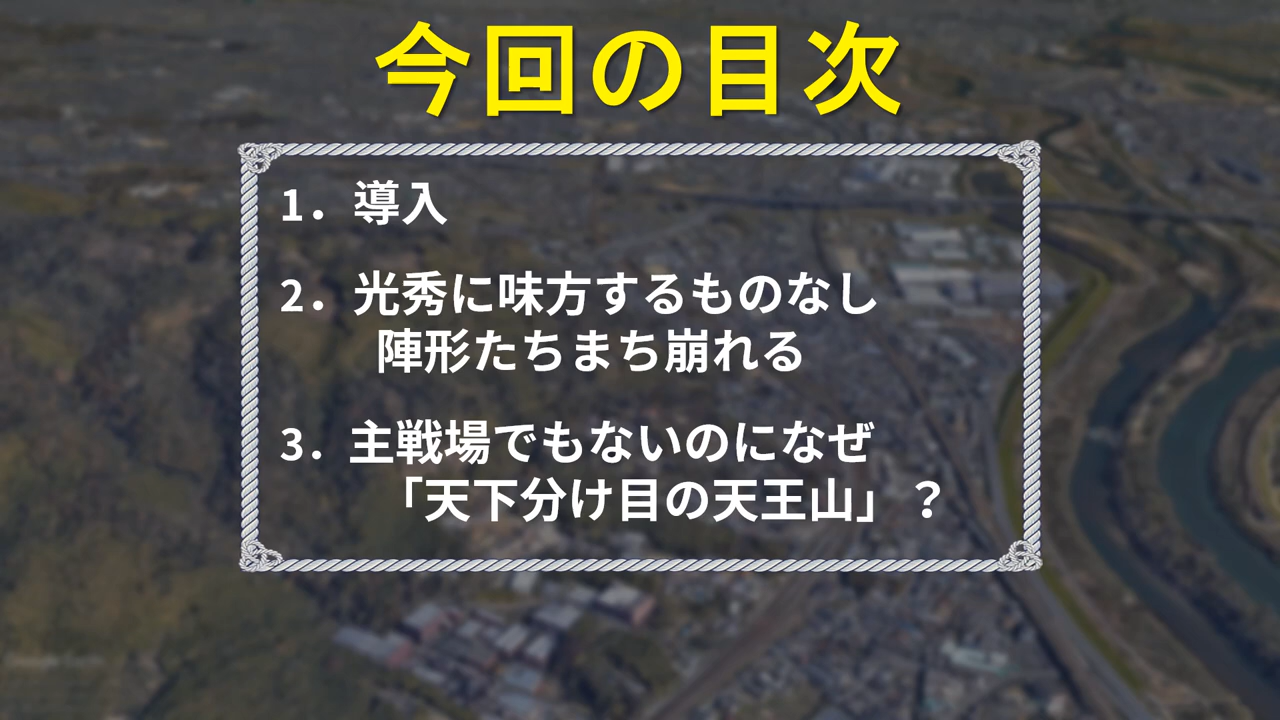 今回の目次
1．導入
2．光秀に味方するものなし
陣形たちまち崩れる
3．主戦場でもないのになぜ
「天下分け目の天王山」？